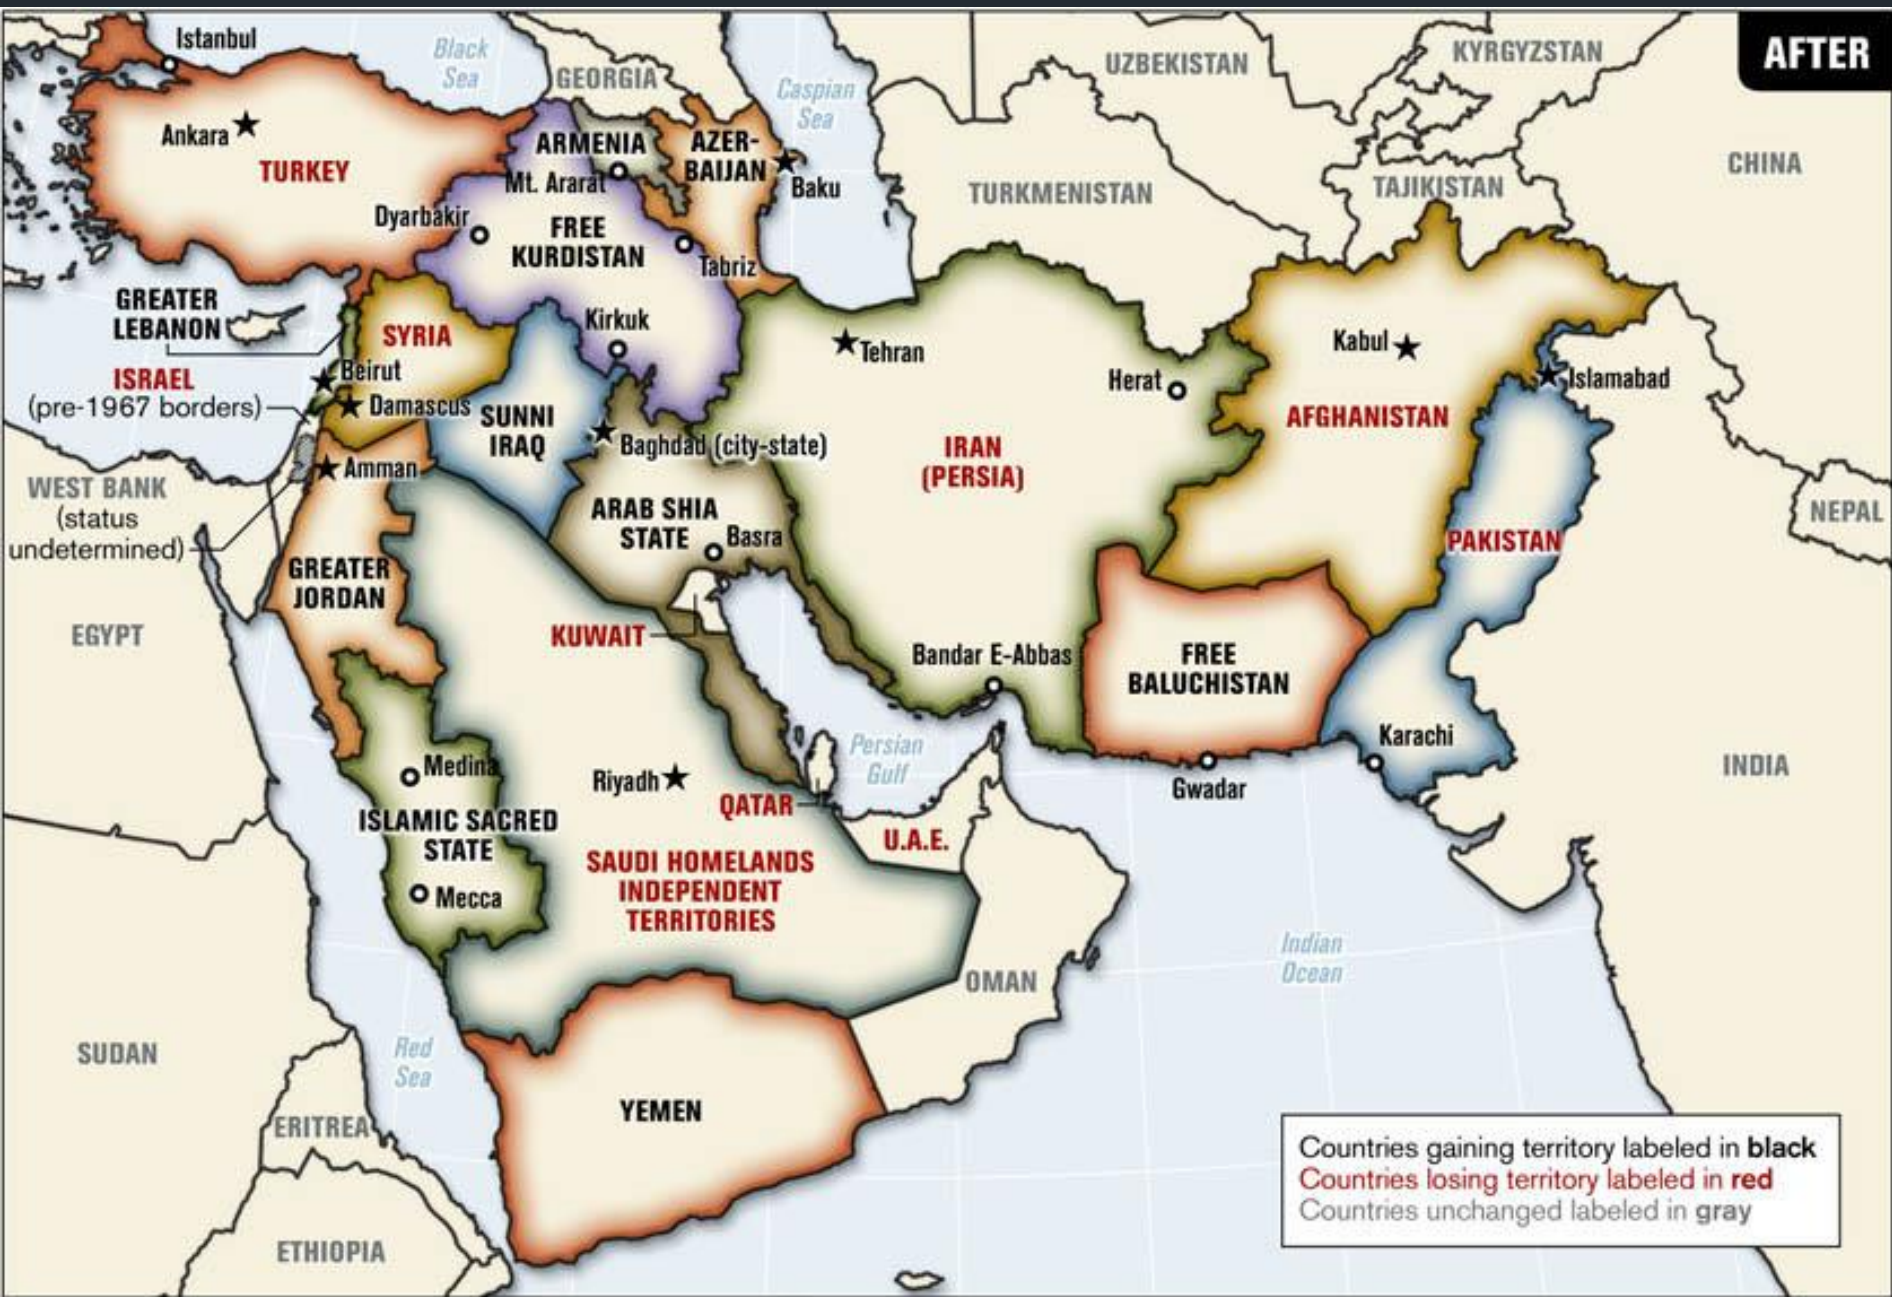 AFTER
Istanbul
Black
Sea
GEORGIA
Caspian
Sea
UZBEKISTAN
KYRGYZSTAN
Ankara
TURKEY
ARMENIA
AZER-
BAIJAN
Baku
Mt. Ararat
TURKMENISTAN
TAJIKISTAN
CHINA
Dyarbakir
FREE
KURDISTAN
Tabriz
GREATER
LEBANON
SYRIA
Kirkuk
Tehran
Kabul
Islamabad
ISRAEL
(pre-1967 borders)
Beirut
Damascus
SUNNI
IRAQ
Baghdad (city-state)
Herat
IRAN
(PERSIA)
AFGHANISTAN
Amman
WEST BANK
(status
undetermined)
ARAB SHIA
STATE
Basra
PAKISTAN
NEPAL
GREATER
JORDAN
EGYPT
KUWAIT
Bandar E-Abbas
FREE
BALUCHISTAN
Karachi
Medina
Riyadh
Persian
Gulf
Gwadar
INDIA
QATAR
ISLAMIC SACRED
STATE
U.A.E.
SAUDI HOMELANDS
INDEPENDENT
TERRITORIES
Mecca
Indian
Ocean
OMAN
SUDAN
Red
Sea
YEMEN
ERITREA
ETHIOPIA
Countries gaining territory labeled in black
Countries losing territory labeled in red
Countries unchanged labeled in gray